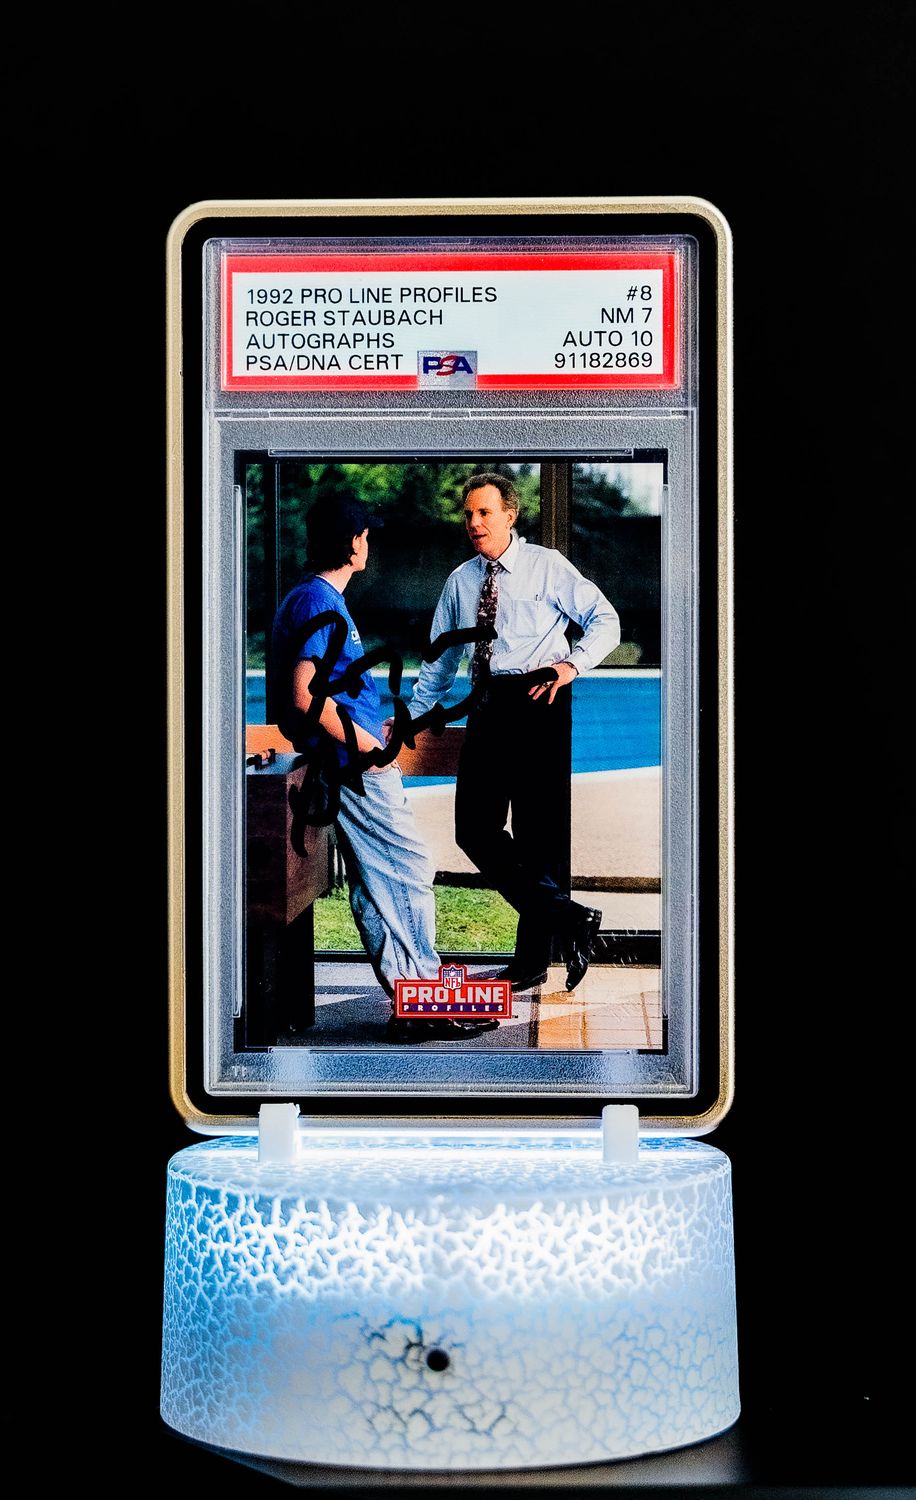 1992 PRO LINE PROFILES #8
ROGER STAUBACH NM 7
AUTOGRAPHS AUTO 10
PSA/DNA CERT PSA 91182869
NFL
PRO LINE
PROFILES